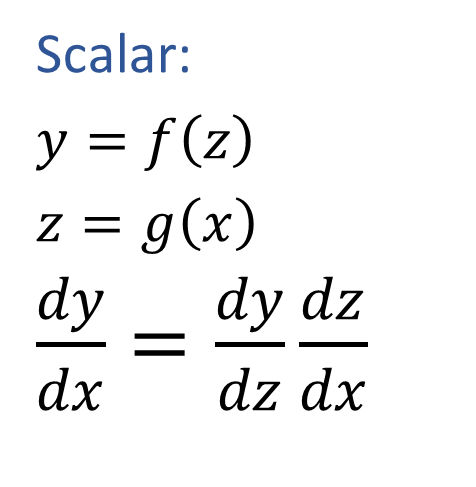 Scalar:
y = f(z)
z = g(x)
dy/dx = dy/dz dz/dx